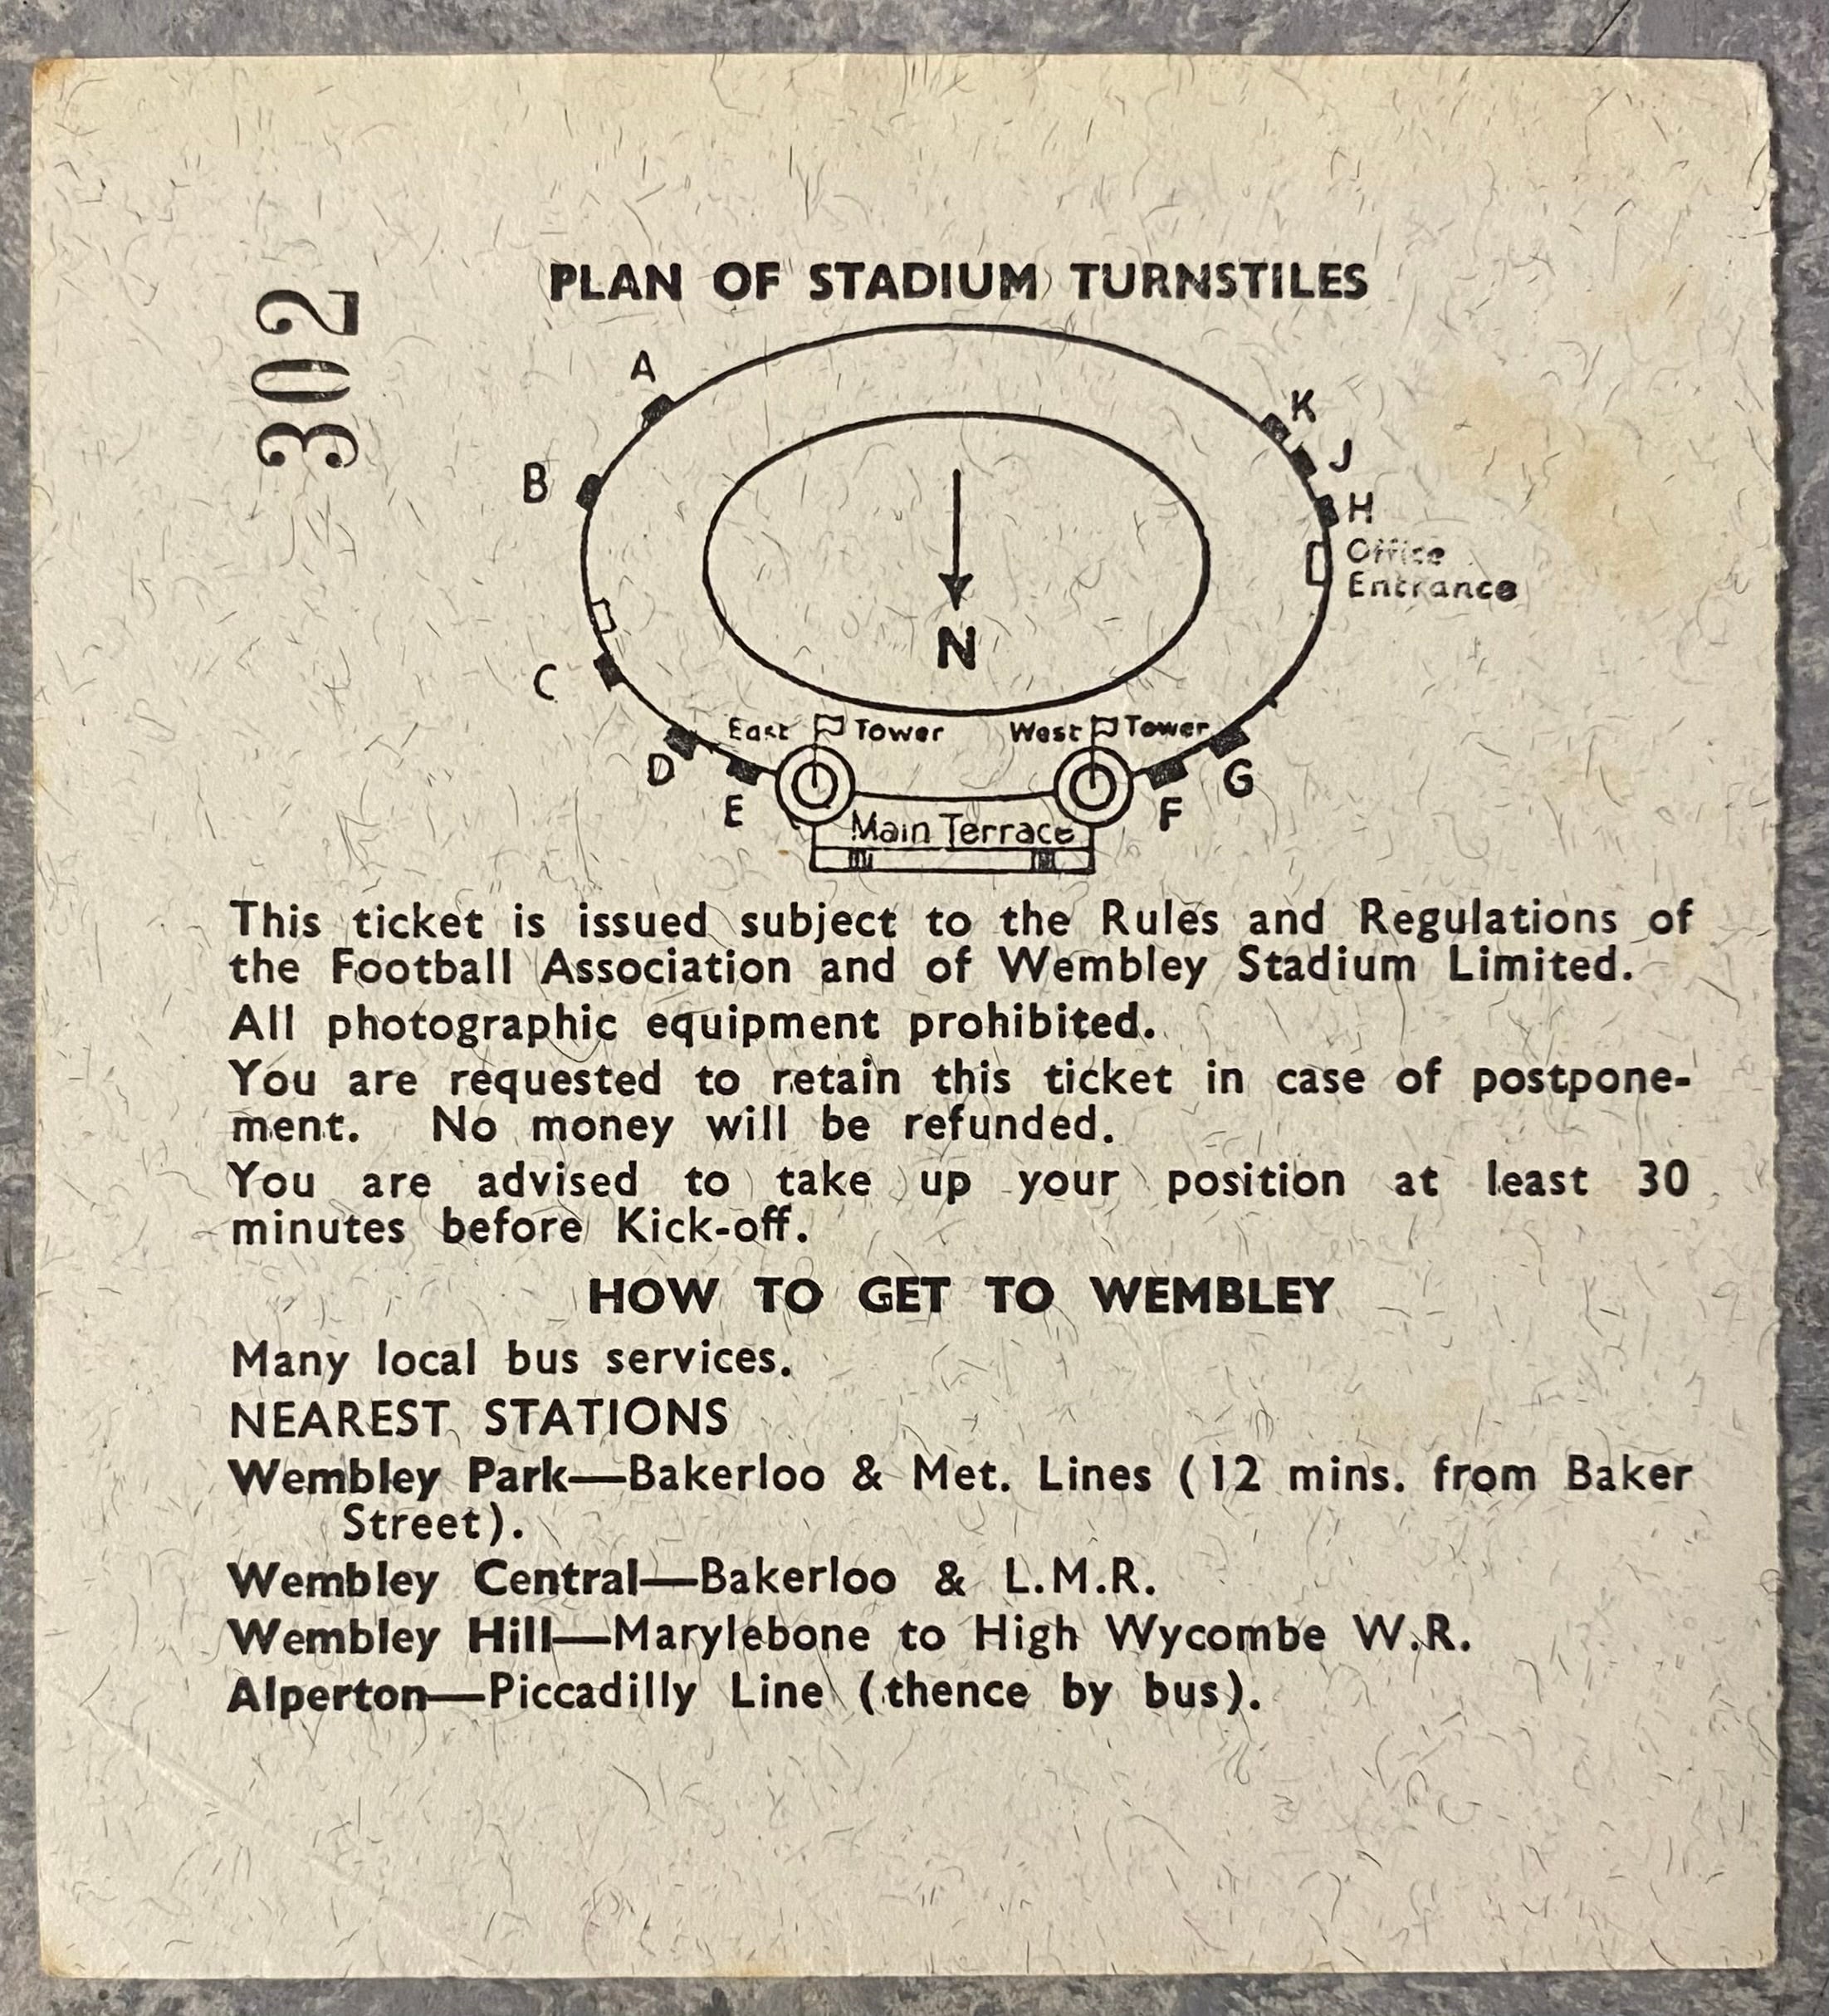 302
PLAN OF STADIUM TURNSTILES
A
K
J
B
H
Office
Entrance
N
C
East Tower
West Tower
D
G
E
F
Main Terrace
This ticket is issued subject to the Rules and Regulations of
the Football Association and of Wembley Stadium Limited.
All photographic equipment prohibited.
You are requested to retain this ticket in case of postpone-
ment. No money will be refunded.
You are advised to take up your position at least 30
minutes before Kick-off.
HOW TO GET TO WEMBLEY
Many local bus services.
NEAREST STATIONS
Wembley Park—Bakerloo & Met. Lines (12 mins. from Baker
Street).
Wembley Central—Bakerloo & L.M.R.
Wembley Hill—Marylebone to High Wycombe W.R.
Alperton—Piccadilly Line (thence by bus).